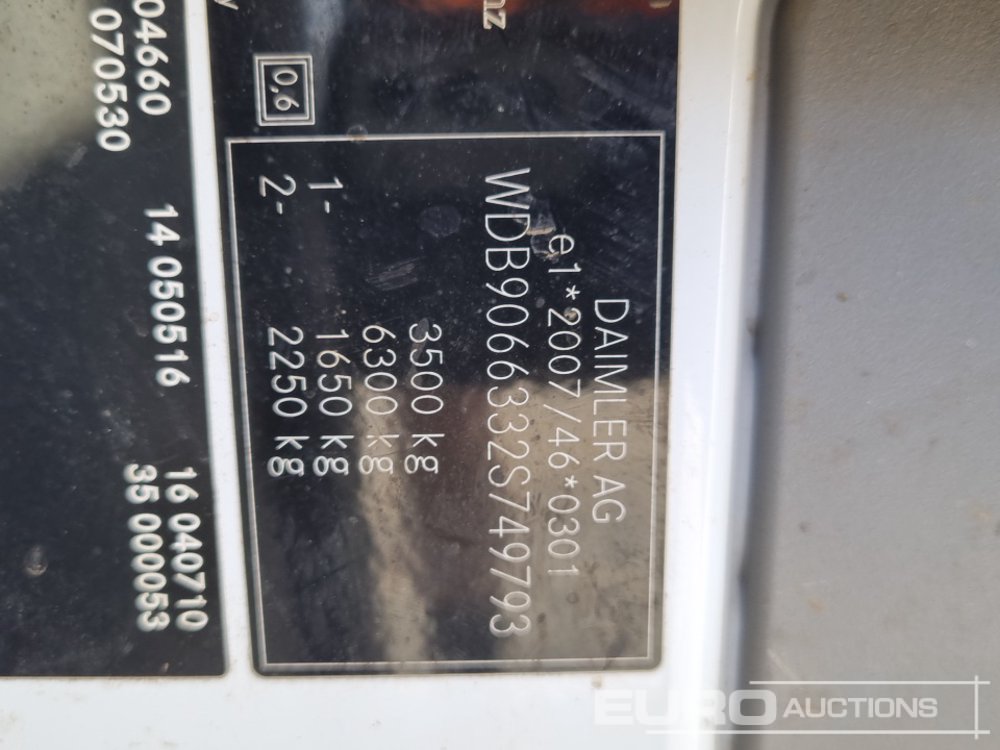 DAIMLER AG
e1*2007/46*0301
WDB9066332S749793
3500 kg
6300 kg
1- 1650 kg
2- 2250 kg
0,6
nz
04660
070530
14 050516
16 040710
35 000053
EURO AUCTIONS